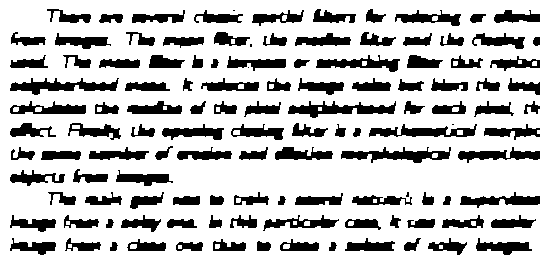 There are several classic spatial filters for reducing or elimin
from images. The mean filter, the median filter and the closing o
used. The mean filter is a lowpass or smoothing filter that replac
neighborhood mean. It reduces the image noise but blurs the imag
calculates the median of the pixel neighborhood for each pixel, th
effect. Finally, the opening closing filter is a mathematical morpho
the same number of erosion and dilation morphological operations
objects from images.
The main goal was to train a neural network in a supervised
image from a noisy one. In this particular case, it was much easier
image from a clean one than to clean a subset of noisy images.